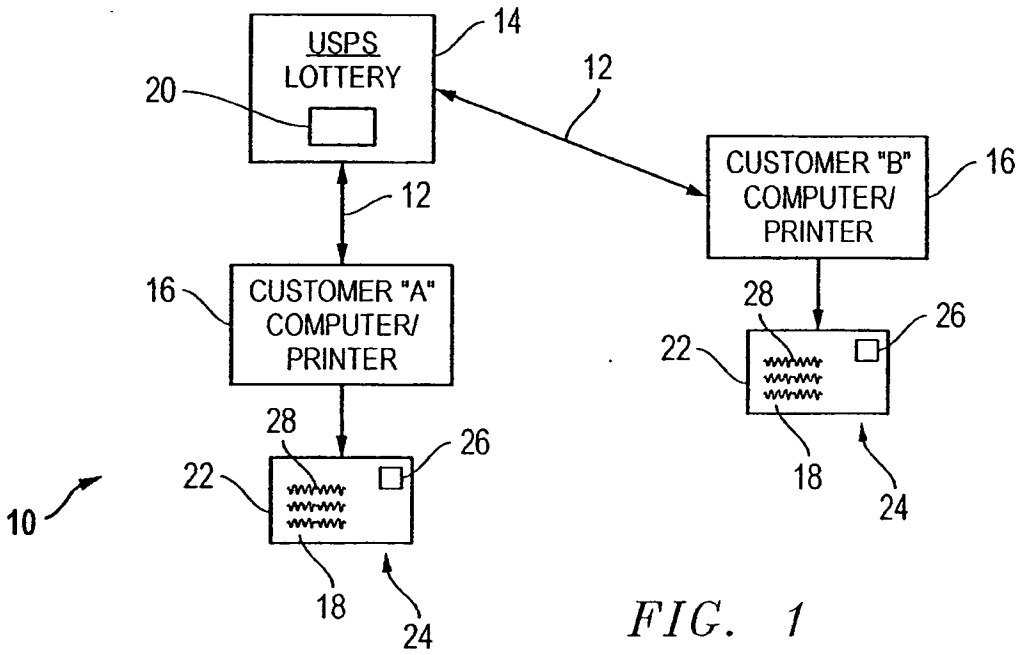 USPS
LOTTERY
14
20
12
12
CUSTOMER "B"
COMPUTER/
PRINTER
16
16
CUSTOMER "A"
COMPUTER/
PRINTER
28
26
22
18
24
28
26
22
18
24
10
FIG. 1